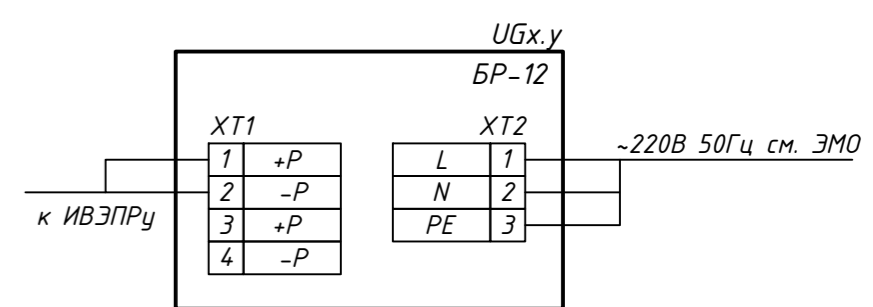 UGx.y
БР-12
XT1
1 +P
2 -P
3 +P
4 -P
XT2
L 1
N 2
PE 3
~220В 50Гц см. ЭМО
к ИВЭПРу